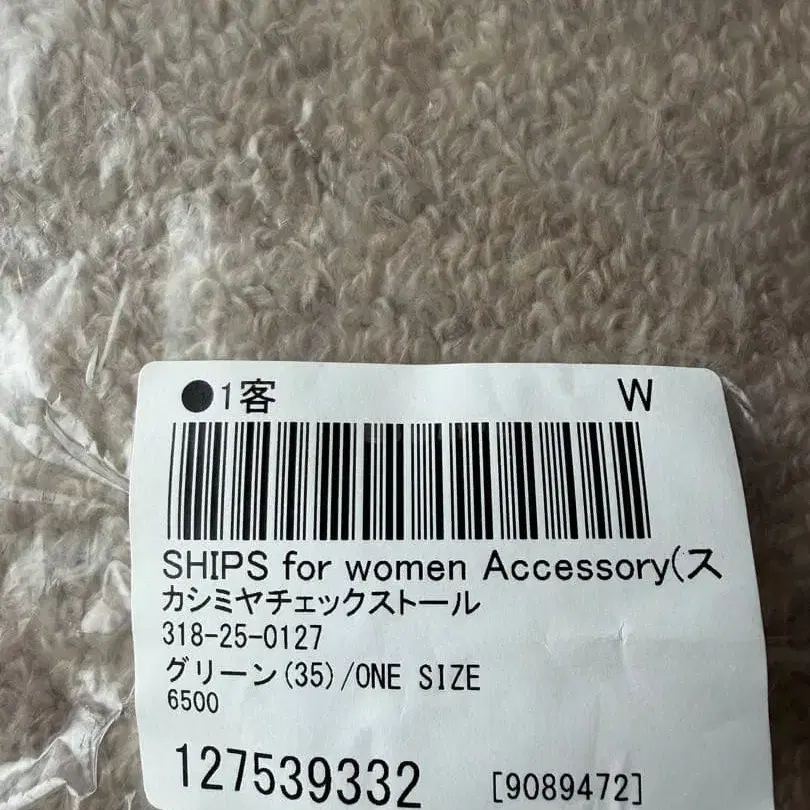 ●1客 W
SHIPS for women Accessory(ス
カシミヤチェックストール
318-25-0127
グリーン(35)/ONE SIZE
6500
127539332 [9089472]